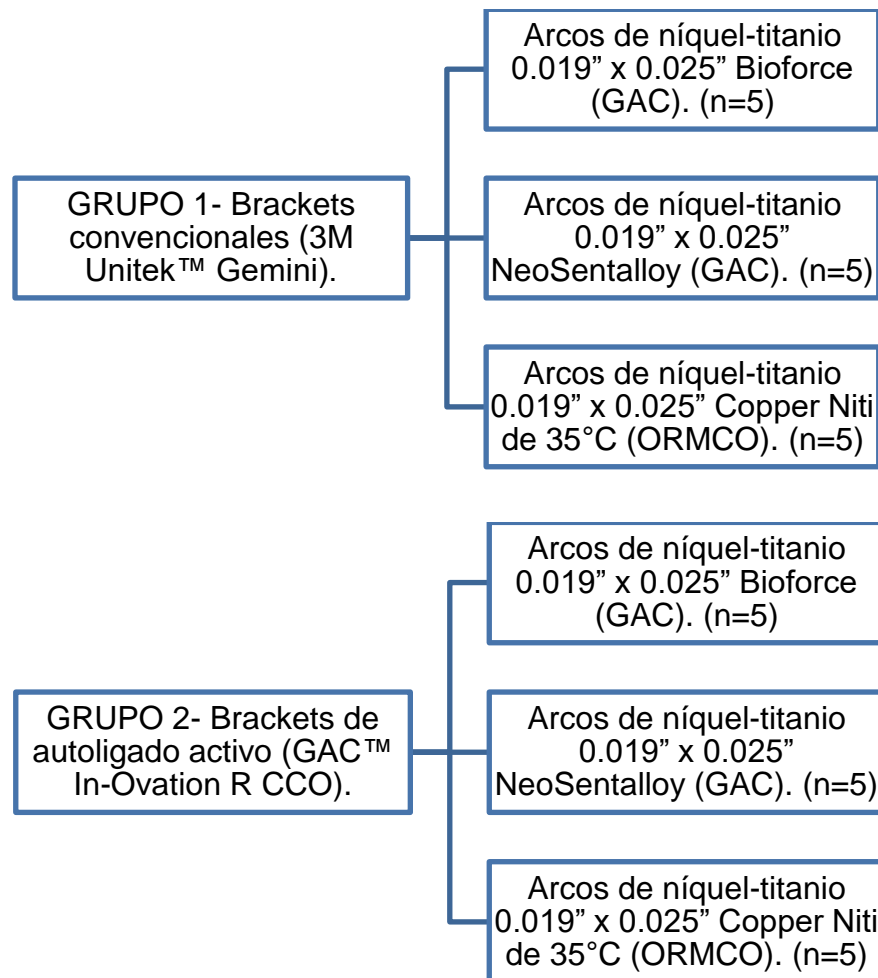 Arcos de níquel-titanio
0.019” x 0.025” Bioforce
(GAC). (n=5)
GRUPO 1- Brackets
convencionales (3M
Unitek™ Gemini).
Arcos de níquel-titanio
0.019” x 0.025”
NeoSentalloy (GAC). (n=5)
Arcos de níquel-titanio
0.019” x 0.025” Copper Niti
de 35°C (ORMCO). (n=5)
Arcos de níquel-titanio
0.019” x 0.025” Bioforce
(GAC). (n=5)
GRUPO 2- Brackets de
autoligado activo (GAC™
In-Ovation R CCO).
Arcos de níquel-titanio
0.019” x 0.025”
NeoSentalloy (GAC). (n=5)
Arcos de níquel-titanio
0.019” x 0.025” Copper Niti
de 35°C (ORMCO). (n=5)